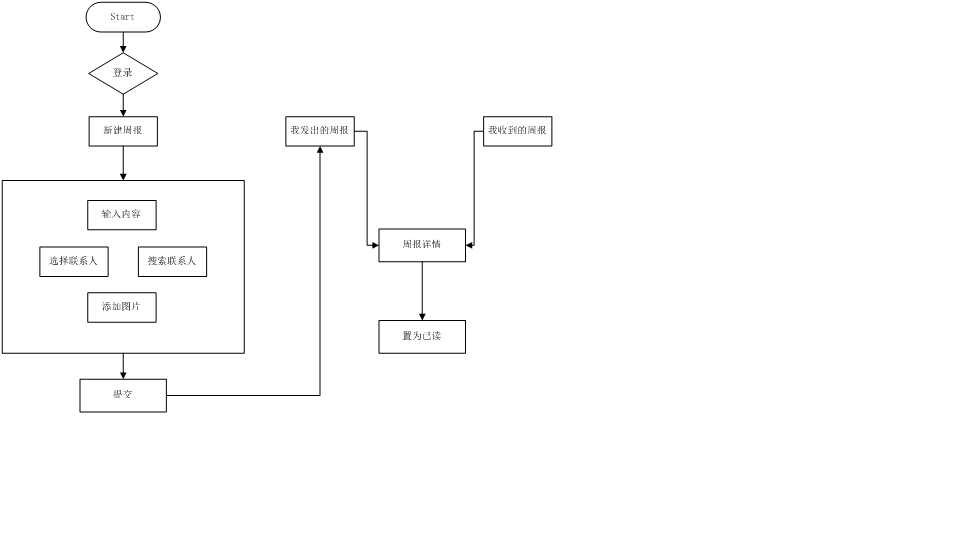 Start
登录
新建周报
我发出的周报
我收到的周报
输入内容
周报详情
选择联系人
搜索联系人
添加图片
置为已读
提交